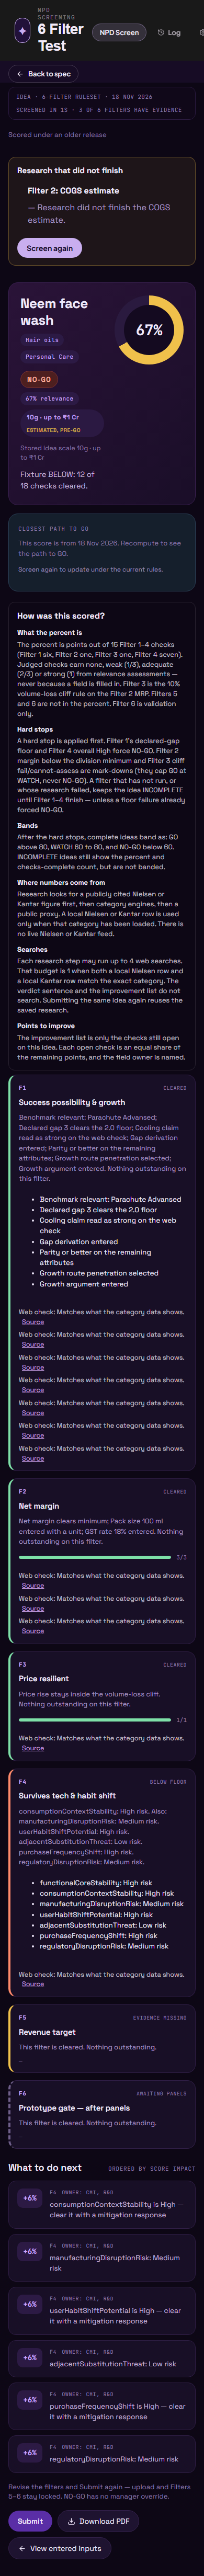 NPD
SCREENING
6 Filter
Test
NPD Screen
Log
Back to spec
IDEA · 6-FILTER RULESET · 18 NOV 2026
SCREENED IN 1S · 3 OF 6 FILTERS HAVE EVIDENCE
Scored under an older release
Research that did not finish
Filter 2: COGS estimate
— Research did not finish the COGS
estimate.
Screen again
Neem face
wash
67%
Hair oils
Personal Care
NO-GO
67% relevance
10g · up to ₹1 Cr
ESTIMATED, PRE-GO
Stored idea scale 10g · up
to ₹1 Cr
Fixture BELOW: 12 of
18 checks cleared.
CLOSEST PATH TO GO
This score is from 18 Nov 2026. Recompute to see
the path to GO.
Screen again to update under the current rules.
How was this scored?
What the percent is
The percent is points out of 15 Filter 1–4 checks
(Filter 1 six, Filter 2 one, Filter 3 one, Filter 4 seven).
Judged checks earn none, weak (1/3), adequate
(2/3) or strong (1) from relevance assessments —
never because a field is filled in. Filter 3 is the 10%
volume-loss cliff rule on the Filter 2 MRP. Filters 5
and 6 are not in the percent. Filter 6 is validation
only.
Hard stops
A hard stop is applied first. Filter 1's declared-gap
floor and Filter 4 overall High force NO-GO. Filter 2
margin below the division minimum and Filter 3 cliff
fail/cannot-assess are mark-downs (they cap GO at
WATCH, never NO-GO). A filter that has not run, or
whose research failed, keeps the idea INCOMPLETE
until Filter 1–4 finish — unless a floor failure already
forced NO-GO.
Bands
After the hard stops, complete ideas band as: GO
above 80, WATCH 60 to 80, and NO-GO below 60.
INCOMPLETE ideas still show the percent and
checks-complete count, but are not banded.
Where numbers come from
Research looks for a publicly cited Nielsen or
Kantar figure first, then category engines, then a
public proxy. A local Nielsen or Kantar row is used
only when that category has been loaded. There is
no live Nielsen or Kantar feed.
Searches
Each research step may run up to 4 web searches.
That budget is 1 when both a local Nielsen row and
a local Kantar row match the exact category. The
verdict sentence and the improvement list do not
search. Submitting the same idea again reuses the
saved research.
Points to improve
The improvement list is only the checks still open
on this idea. Each open check is an equal share of
the remaining points, and the field owner is named.
F1
CLEARED
Success possibility & growth
Benchmark relevant: Parachute Advansed;
Declared gap 3 clears the 2.0 floor; Cooling claim
read as strong on the web check; Gap derivation
entered; Parity or better on the remaining
attributes; Growth route penetration selected;
Growth argument entered. Nothing outstanding on
this filter.
• Benchmark relevant: Parachute Advansed
• Declared gap 3 clears the 2.0 floor
• Cooling claim read as strong on the web
check
• Gap derivation entered
• Parity or better on the remaining
attributes
• Growth route penetration selected
• Growth argument entered
Web check: Matches what the category data shows.
Source
Web check: Matches what the category data shows.
Source
Web check: Matches what the category data shows.
Source
Web check: Matches what the category data shows.
Source
Web check: Matches what the category data shows.
Source
Web check: Matches what the category data shows.
Source
Web check: Matches what the category data shows.
Source
F2
CLEARED
Net margin
Net margin clears minimum; Pack size 100 ml
entered with a unit; GST rate 18% entered. Nothing
outstanding on this filter.
3/3
Web check: Matches what the category data shows.
Source
Web check: Matches what the category data shows.
Source
Web check: Matches what the category data shows.
Source
F3
CLEARED
Price resilient
Price rise stays inside the volume-loss cliff.
Nothing outstanding on this filter.
1/1
Web check: Matches what the category data shows.
Source
F4
BELOW FLOOR
Survives tech & habit shift
consumptionContextStability: High risk. Also:
manufacturingDisruptionRisk: Medium risk.
userHabitShiftPotential: High risk.
adjacentSubstitutionThreat: Low risk.
purchaseFrequencyShift: High risk.
regulatoryDisruptionRisk: Medium risk.
• functionalCoreStability: High risk
• consumptionContextStability: High risk
• manufacturingDisruptionRisk: Medium risk
• userHabitShiftPotential: High risk
• adjacentSubstitutionThreat: Low risk
• purchaseFrequencyShift: High risk
• regulatoryDisruptionRisk: Medium risk
Web check: Matches what the category data shows.
Source
F5
EVIDENCE MISSING
Revenue target
This filter is cleared. Nothing outstanding.
—
F6
AWAITING PANELS
Prototype gate — after panels
This filter is cleared. Nothing outstanding.
—
What to do next
ORDERED BY SCORE IMPACT
+6%
F4 OWNER: CMI, R&D
consumptionContextStability is High —
clear it with a mitigation response
+6%
F4 OWNER: CMI, R&D
manufacturingDisruptionRisk: Medium
risk
+6%
F4 OWNER: CMI, R&D
userHabitShiftPotential is High — clear
it with a mitigation response
+6%
F4 OWNER: CMI, R&D
adjacentSubstitutionThreat: Low risk
+6%
F4 OWNER: CMI, R&D
purchaseFrequencyShift is High — clear
it with a mitigation response
+6%
F4 OWNER: CMI, R&D
regulatoryDisruptionRisk: Medium risk
Revise the filters and Submit again — upload and Filters
5–6 stay locked. NO-GO has no manager override.
Submit
Download PDF
View entered inputs